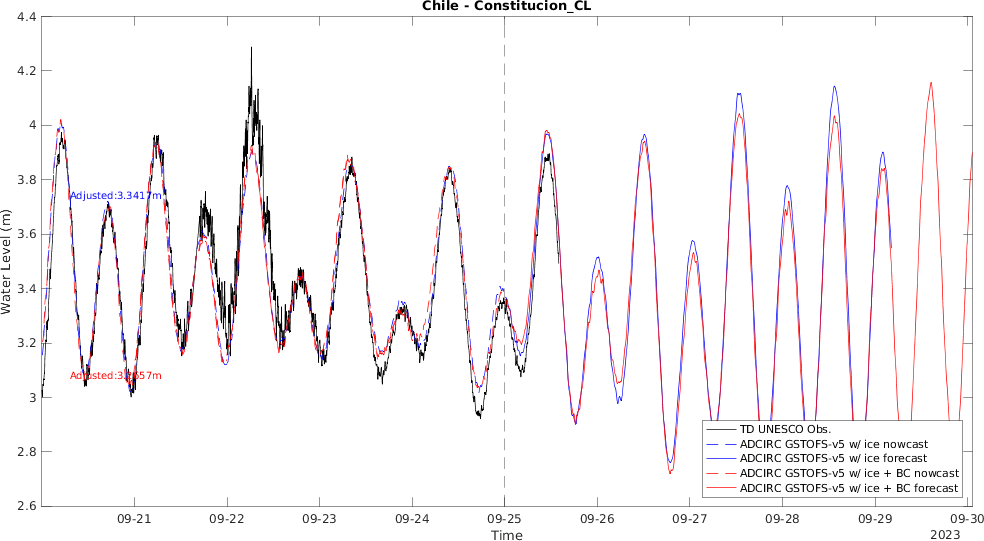 Chile - Constitucion_CL
4.4
4.2
4
3.8
3.6
3.4
3.2
3
2.8
2.6
Water Level (m)
Adjusted:3.3417m
TD UNESCO Obs.
ADCIRC GSTOFS-v5 w/ ice nowcast
ADCIRC GSTOFS-v5 w/ ice forecast
ADCIRC GSTOFS-v5 w/ ice + BC nowcast
ADCIRC GSTOFS-v5 w/ ice + BC forecast
09-21
09-22
09-23
09-24
09-25
09-26
09-27
09-28
09-29
09-30
Time
2023